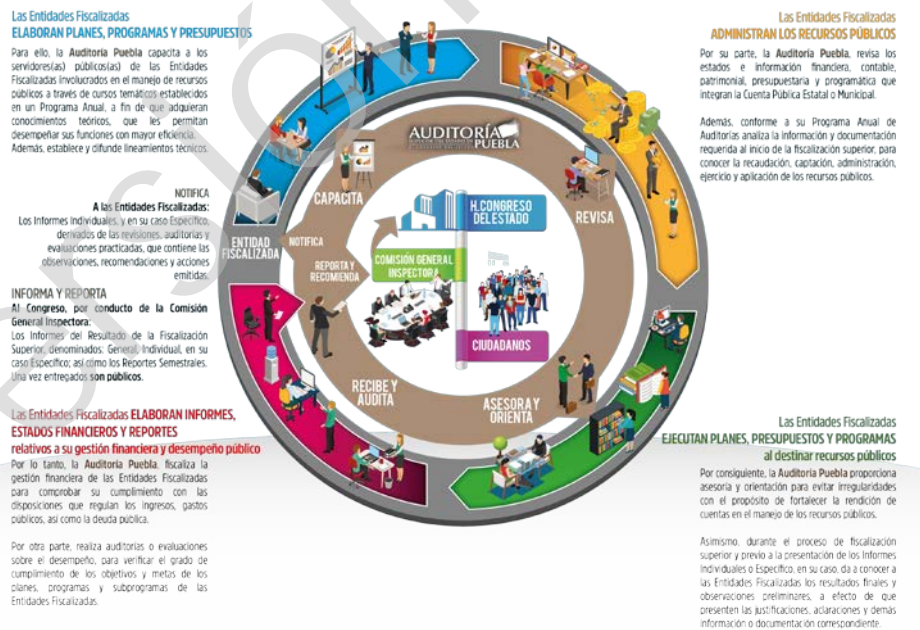 Las Entidades Fiscalizadas
ELABORAN PLANES, PROGRAMAS Y PRESUPUESTOS
Para ello, la Auditoría Puebla capacita a los
servidores(as) públicos(as) de las Entidades
Fiscalizadas involucrados en el manejo de recursos
públicos a través de cursos temáticos establecidos
en un Programa Anual, a fin de que adquieran
conocimientos teóricos, que les permitan
desempeñar sus funciones con mayor eficiencia.
Además, establece y difunde lineamientos técnicos.
NOTIFICA
A las Entidades Fiscalizadas:
Los Informes Individuales, y en su caso Específico,
derivados de las revisiones, auditorías y
evaluaciones practicadas, que contiene las
observaciones, recomendaciones y acciones
emitidas.
INFORMA Y REPORTA
Al Congreso, por conducto de la Comisión
General Inspectora:
Los Informes del Resultado de la Fiscalización
Superior, denominados: General, Individual, en su
caso Específico; así como los Reportes Semestrales.
Una vez entregados son públicos.
Las Entidades Fiscalizadas ELABORAN INFORMES,
ESTADOS FINANCIEROS Y REPORTES
relativos a su gestión financiera y desempeño público
Por lo tanto, la Auditoría Puebla, fiscaliza la
gestión financiera de las Entidades Fiscalizadas
para comprobar su cumplimiento con las
disposiciones que regulan los ingresos, gastos
públicos, así como la deuda pública.
Por otra parte, realiza auditorías o evaluaciones
sobre el desempeño, para verificar el grado de
cumplimiento de los objetivos y metas de los
planes, programas y subprogramas de las
Entidades Fiscalizadas.
AUDITORÍA
PUEBLA
CAPACITA
H. CONGRESO
DEL ESTADO
REVISA
ENTIDAD
FISCALIZADA
NOTIFICA
COMISIÓN GENERAL
INSPECTORA
REPORTA Y
RECOMIENDA
CIUDADANOS
RECIBE Y
AUDITA
ASESORA Y
ORIENTA
Las Entidades Fiscalizadas
ADMINISTRAN LOS RECURSOS PÚBLICOS
Por su parte, la Auditoría Puebla, revisa los
estados e información financiera, contable,
patrimonial, presupuestaria y programática que
integran la Cuenta Pública Estatal o Municipal.
Además, conforme a su Programa Anual de
Auditorías analiza la información y documentación
requerida al inicio de la fiscalización superior, para
conocer la recaudación, captación, administración,
ejercicio y aplicación de los recursos públicos.
Las Entidades Fiscalizadas
EJECUTAN PLANES, PRESUPUESTOS Y PROGRAMAS
al destinar recursos públicos
Por consiguiente, la Auditoría Puebla proporciona
asesoría y orientación para evitar irregularidades
con el propósito de fortalecer la rendición de
cuentas en el manejo de los recursos públicos.
Asimismo, durante el proceso de fiscalización
superior y previo a la presentación de los Informes
Individuales o Específico, en su caso, da a conocer a
las Entidades Fiscalizadas los resultados finales y
observaciones preliminares, a efecto de que
presenten las justificaciones, aclaraciones y demás
información o documentación correspondiente.